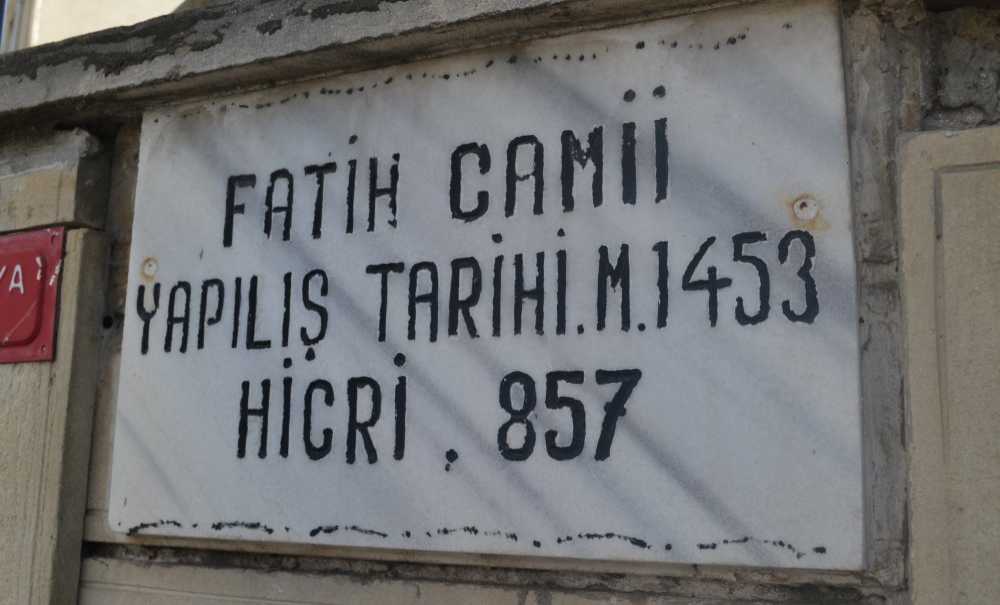 FATİH CAMİİ
YAPILIŞ TARİHİ.M.1453
HİCRİ . 857